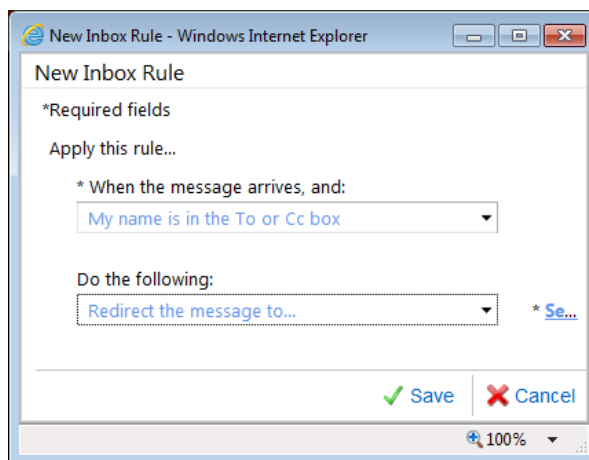 New Inbox Rule - Windows Internet Explorer
New Inbox Rule
*Required fields
Apply this rule...
* When the message arrives, and:
My name is in the To or Cc box
Do the following:
Redirect the message to...
* Se...
Save
Cancel
100%